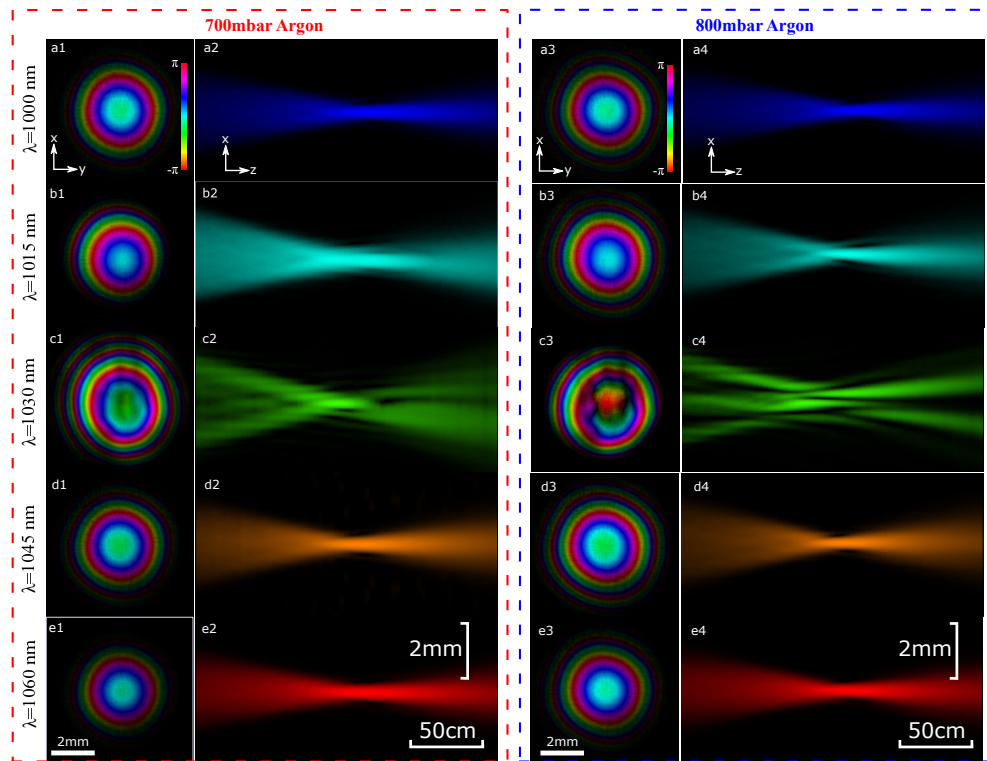 700mbar Argon
800mbar Argon
λ=1000 nm
a1
π
-π
x
y
a2
x
z
a3
π
-π
x
y
a4
x
z
λ=1015 nm
b1
b2
b3
b4
λ=1030 nm
c1
c2
c3
c4
λ=1045 nm
d1
d2
d3
d4
λ=1060 nm
e1
2mm
e2
2mm
50cm
e3
2mm
e4
2mm
50cm